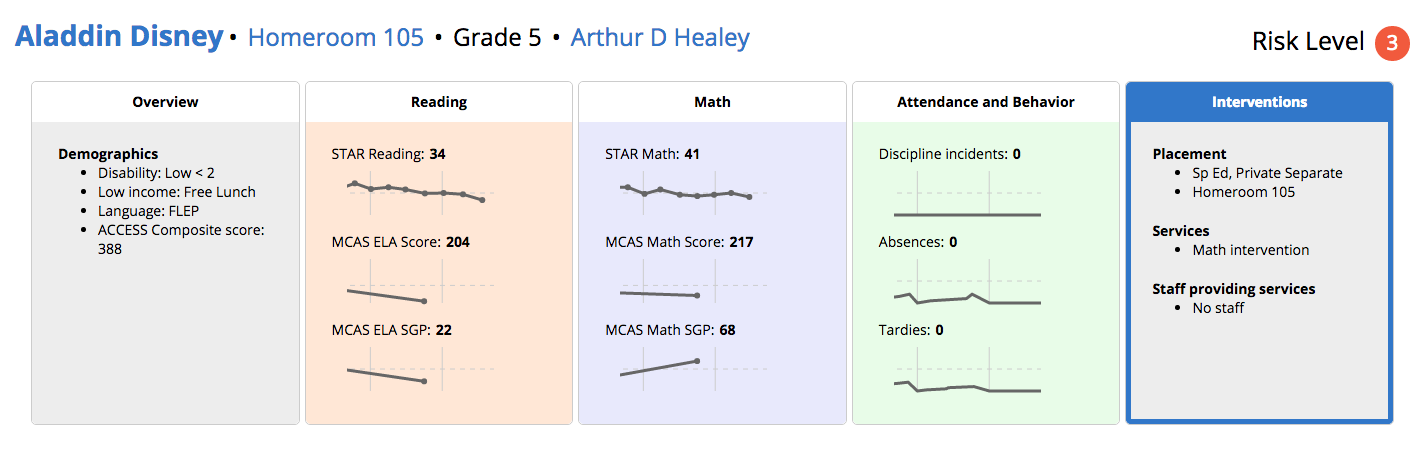 Aladdin Disney • Homeroom 105 • Grade 5 • Arthur D Healey
Risk Level 3
Overview
Demographics
• Disability: Low < 2
• Low income: Free Lunch
• Language: FLEP
• ACCESS Composite score:
388
Reading
STAR Reading: 34
MCAS ELA Score: 204
MCAS ELA SGP: 22
Math
STAR Math: 41
MCAS Math Score: 217
MCAS Math SGP: 68
Attendance and Behavior
Discipline incidents: 0
Absences: 0
Tardies: 0
Interventions
Placement
• Sp Ed, Private Separate
• Homeroom 105
Services
• Math intervention
Staff providing services
• No staff